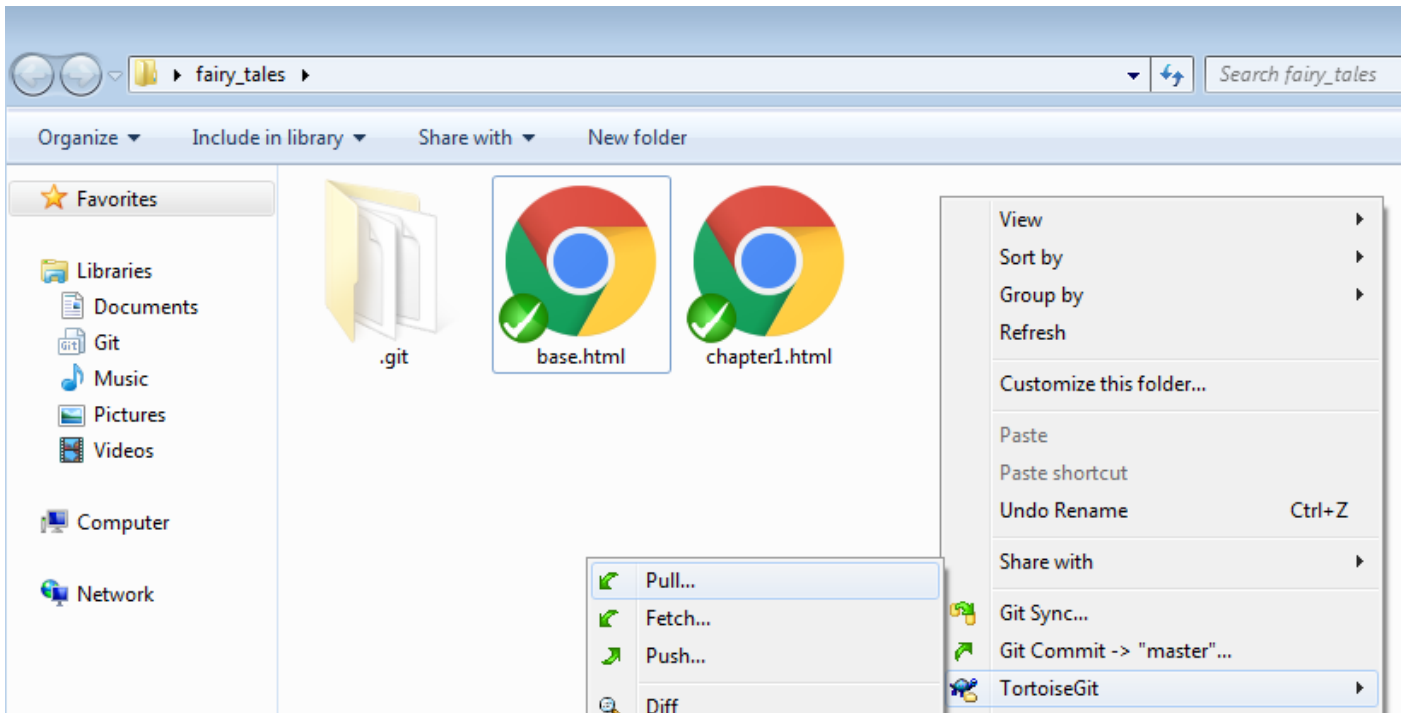 fairy_tales
Search fairy_tales
Organize
Include in library
Share with
New folder
Favorites
Libraries
Documents
Git
Music
Pictures
Videos
Computer
Network
.git
base.html
chapter1.html
View
Sort by
Group by
Refresh
Customize this folder...
Paste
Paste shortcut
Undo Rename Ctrl+Z
Share with
Git Sync...
Git Commit -> "master"...
TortoiseGit
Pull...
Fetch...
Push...
Diff